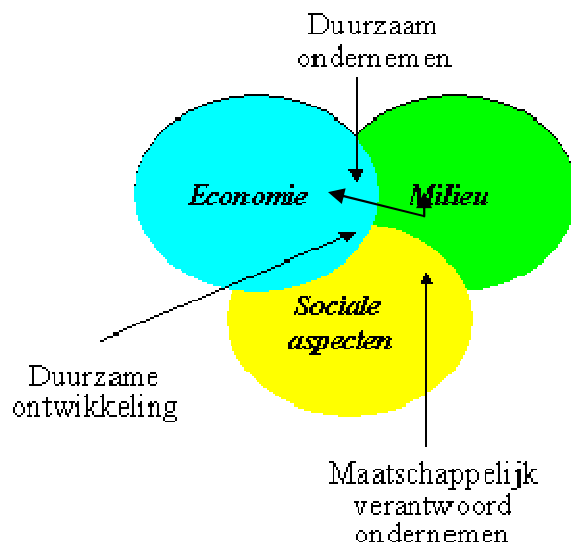 Duurzaam
ondernemen
Economie
Milieu
Sociale
aspecten
Duurzame
ontwikkeling
Maatschappelijk
verantwoord
ondernemen